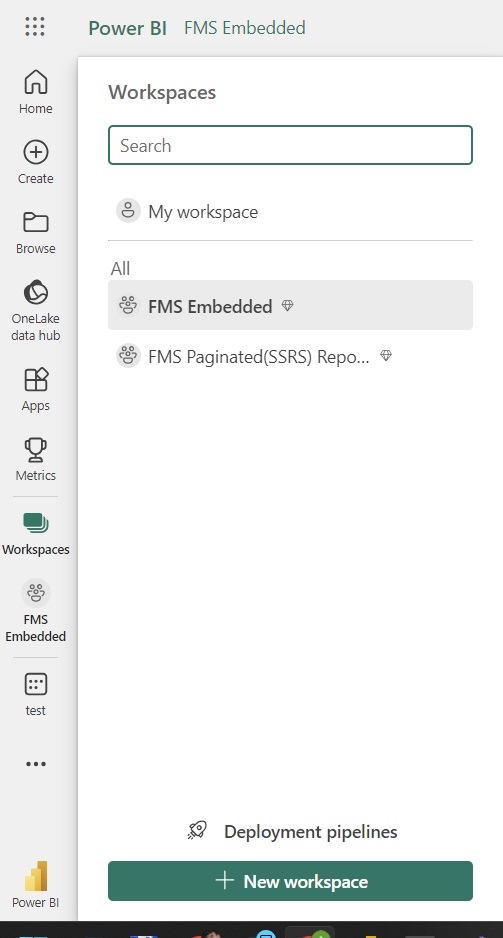 Power BI FMS Embedded
Home
Create
Browse
OneLake
data hub
Apps
Metrics
Workspaces
FMS
Embedded
test
Power BI
Workspaces
Search
My workspace
All
FMS Embedded
FMS Paginated(SSRS) Repo...
Deployment pipelines
New workspace